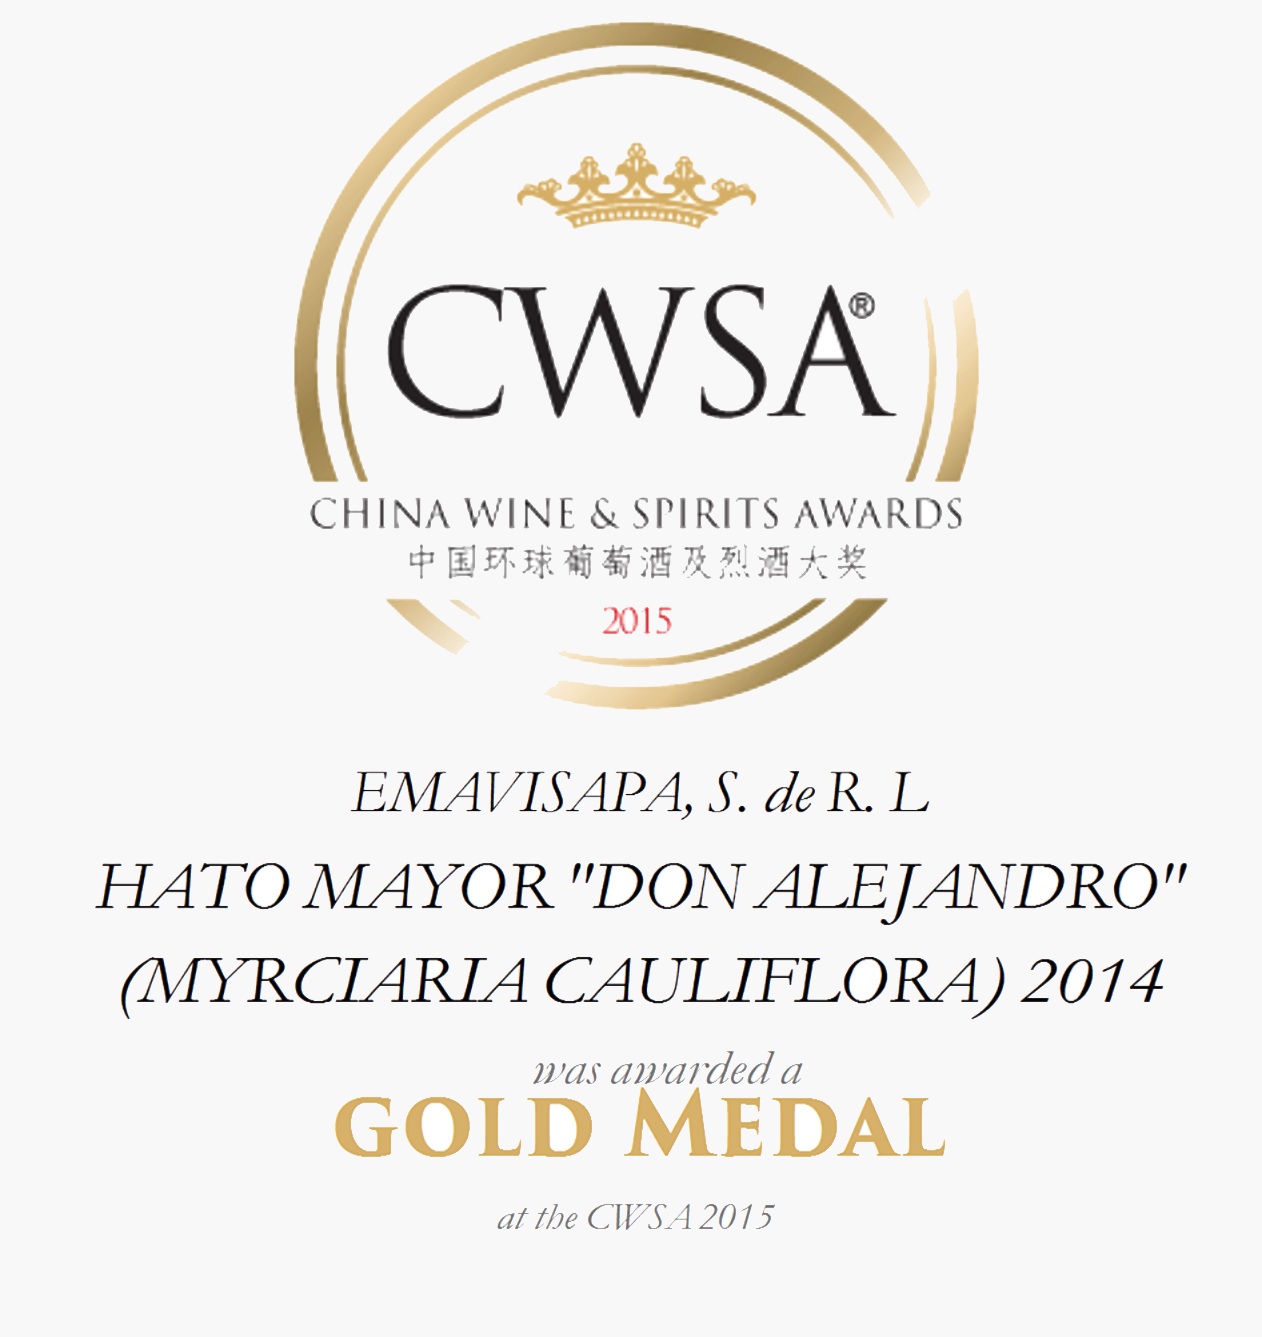 CWSA®
CHINA WINE & SPIRITS AWARDS
中国环球葡萄酒及烈酒大奖
2015
EMAVISAPA, S. de R. L
HATO MAYOR "DON ALEJANDRO"
(MYRCIARIA CAULIFLORA) 2014
was awarded a
GOLD MEDAL
at the CWSA 2015